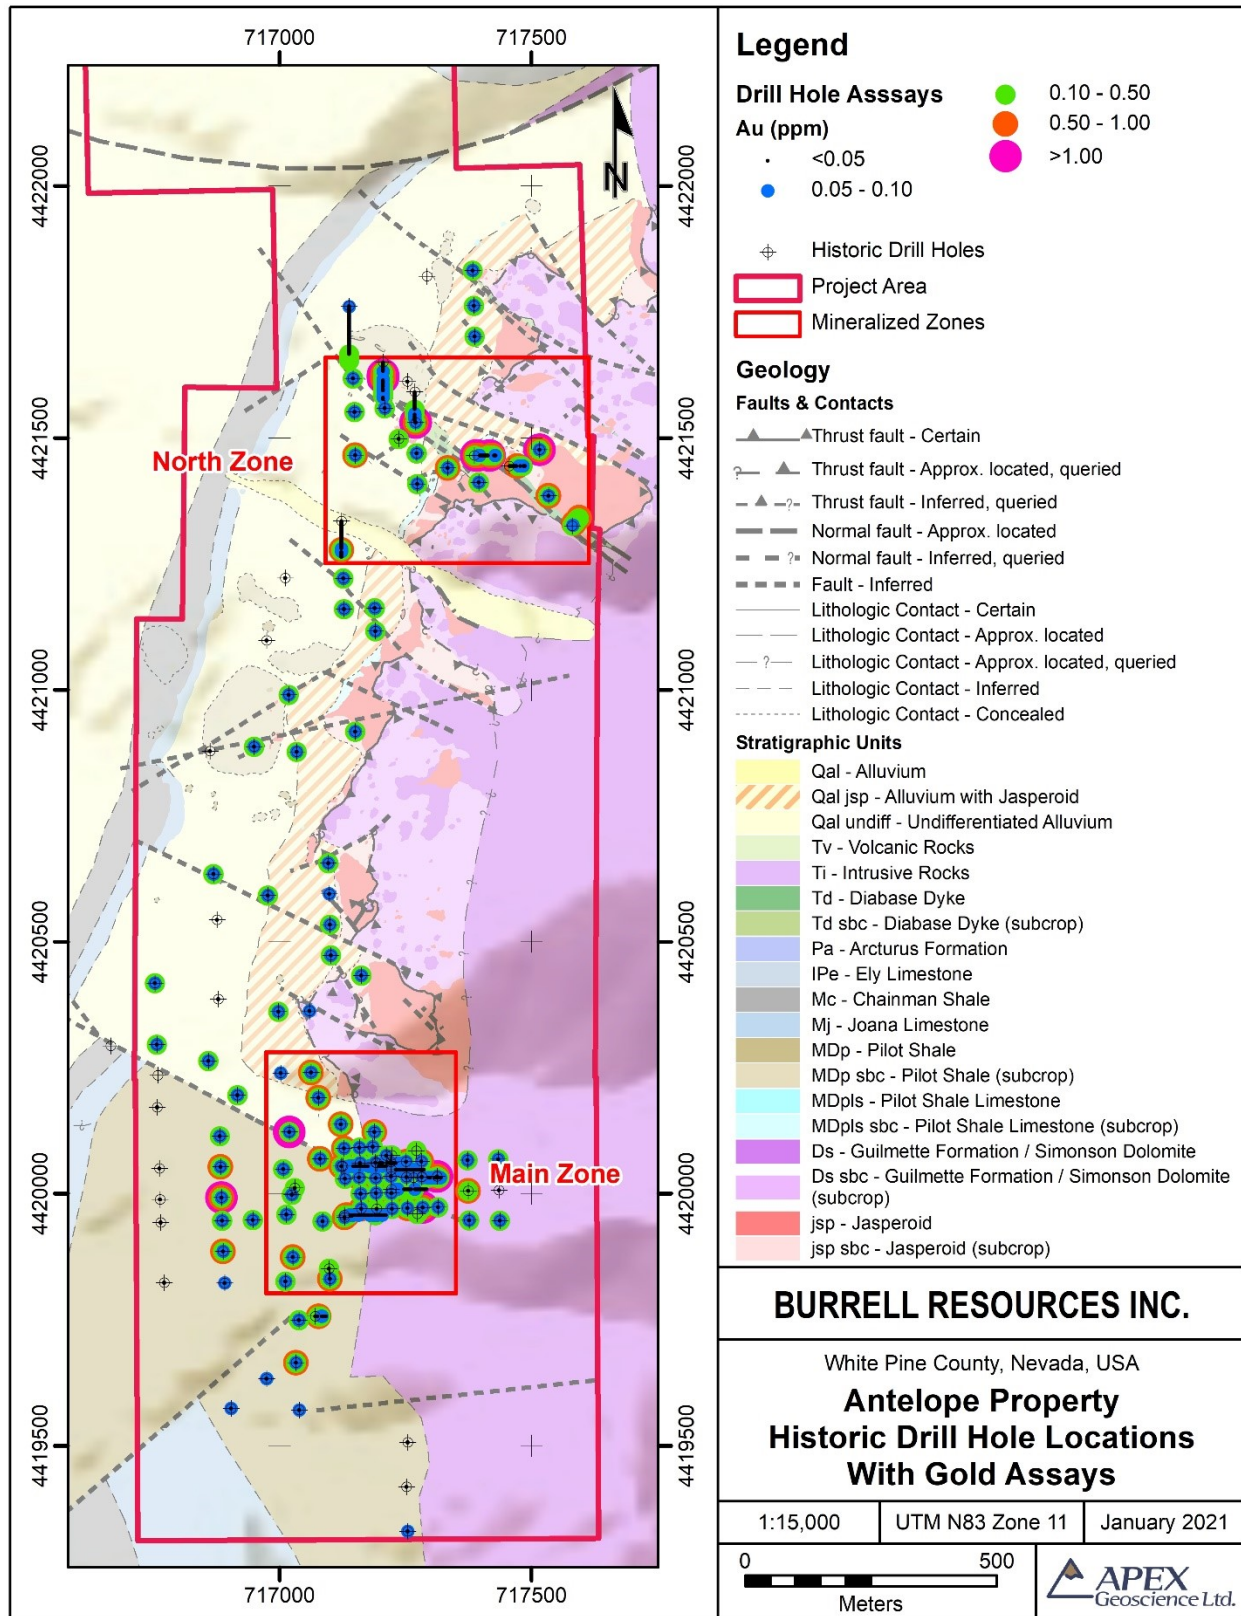 717000
717500
4422000
4421500
4421000
4420500
4420000
4419500
4422000
4421500
4421000
4420500
4420000
4419500
717000
717500
N
North Zone
Main Zone
Legend
Drill Hole Asssays
Au (ppm)
<0.05
0.05 - 0.10
0.10 - 0.50
0.50 - 1.00
>1.00
Historic Drill Holes
Project Area
Mineralized Zones
Geology
Faults & Contacts
Thrust fault - Certain
? Thrust fault - Approx. located, queried
? Thrust fault - Inferred, queried
Normal fault - Approx. located
? Normal fault - Inferred, queried
Fault - Inferred
Lithologic Contact - Certain
Lithologic Contact - Approx. located
? Lithologic Contact - Approx. located, queried
Lithologic Contact - Inferred
Lithologic Contact - Concealed
Stratigraphic Units
Qal - Alluvium
Qal jsp - Alluvium with Jasperoid
Qal undiff - Undifferentiated Alluvium
Tv - Volcanic Rocks
Ti - Intrusive Rocks
Td - Diabase Dyke
Td sbc - Diabase Dyke (subcrop)
Pa - Arcturus Formation
IPe - Ely Limestone
Mc - Chainman Shale
Mj - Joana Limestone
MDp - Pilot Shale
MDp sbc - Pilot Shale (subcrop)
MDpls - Pilot Shale Limestone
MDpls sbc - Pilot Shale Limestone (subcrop)
Ds - Guilmette Formation / Simonson Dolomite
Ds sbc - Guilmette Formation / Simonson Dolomite
(subcrop)
jsp - Jasperoid
jsp sbc - Jasperoid (subcrop)
BURRELL RESOURCES INC.
White Pine County, Nevada, USA
Antelope Property
Historic Drill Hole Locations
With Gold Assays
1:15,000
UTM N83 Zone 11
January 2021
0
500
Meters
APEX
Geoscience Ltd.